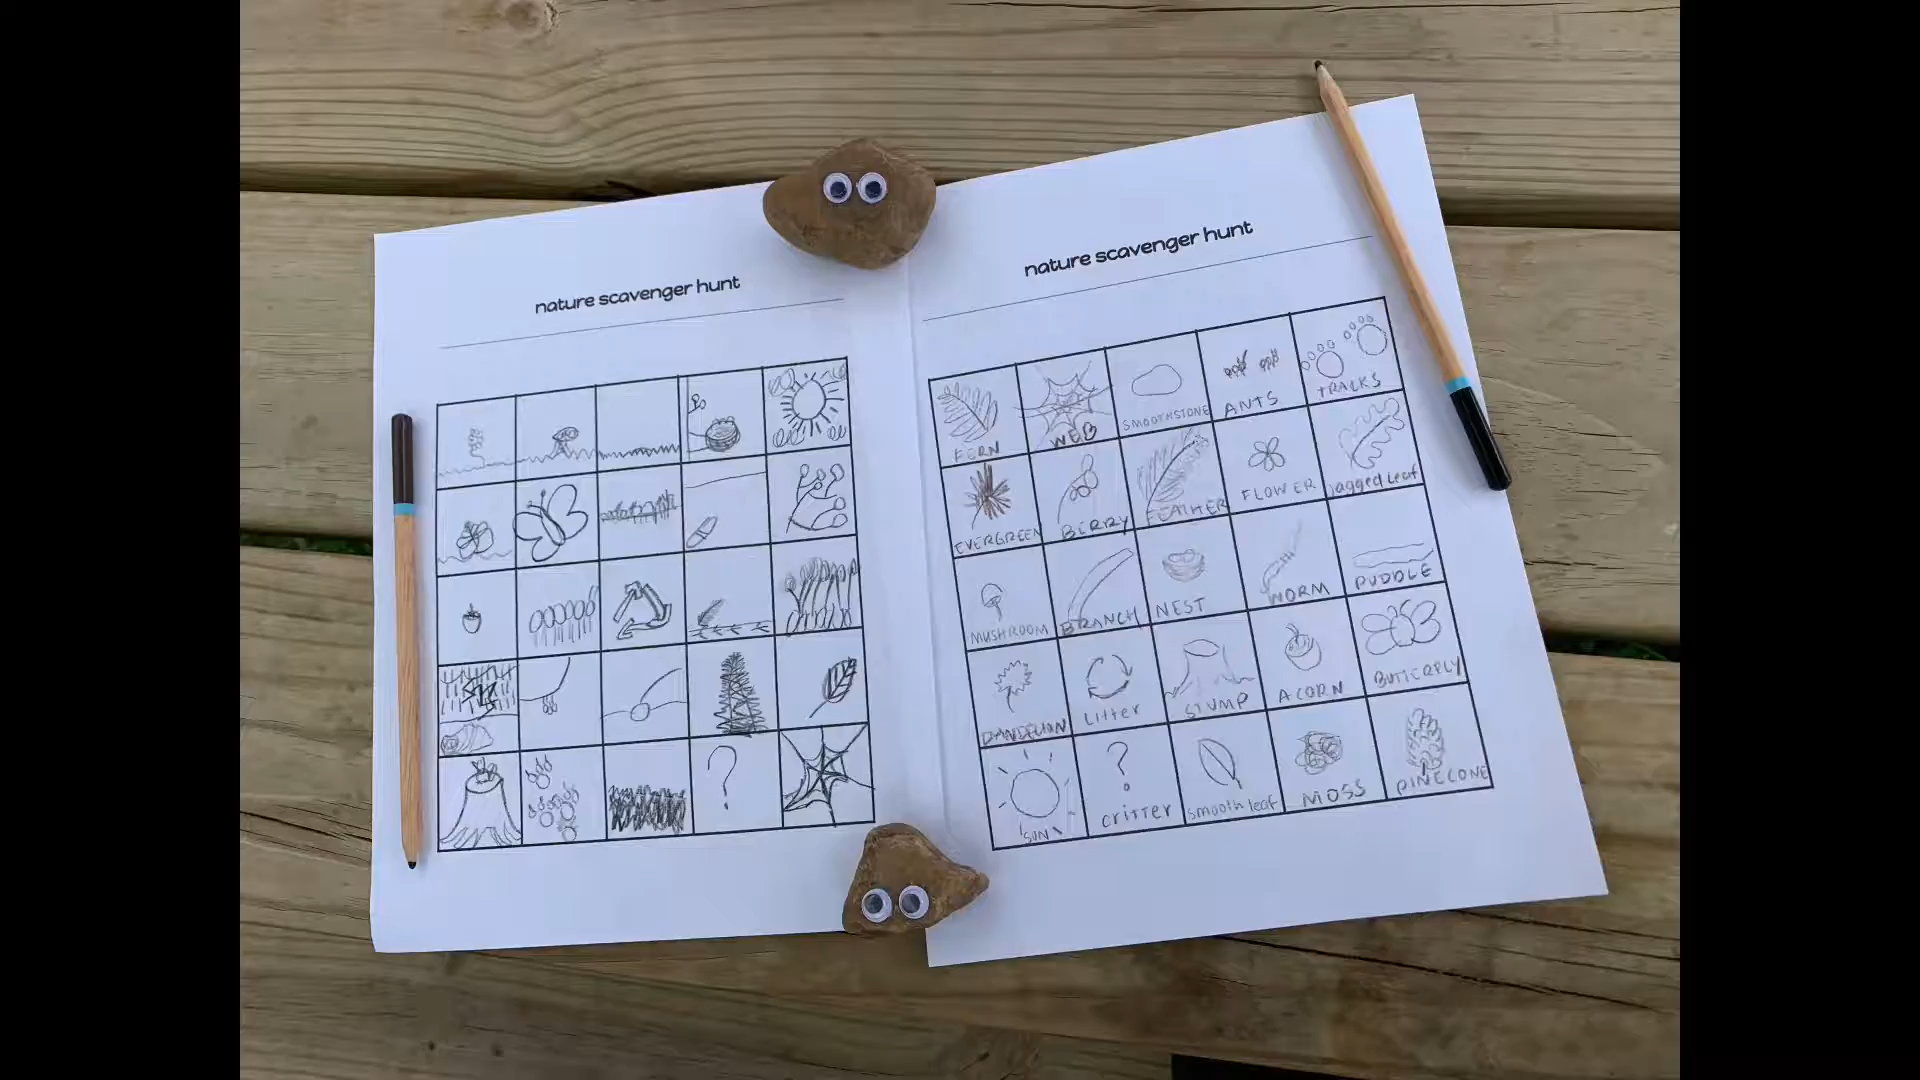 nature scavenger hunt
?
nature scavenger hunt
FERN
WEB
SMOOTHSTONE
ANTS
TRACKS
EVERGREEN
BERRY
FEATHER
FLOWER
jagged leaf
MUSHROOM
BRANCH
NEST
WORM
PUDDLE
DANDELION
Litter
STUMP
ACORN
BUTTERFLY
SUN
?
critter
smooth leaf
MOSS
PINECONE